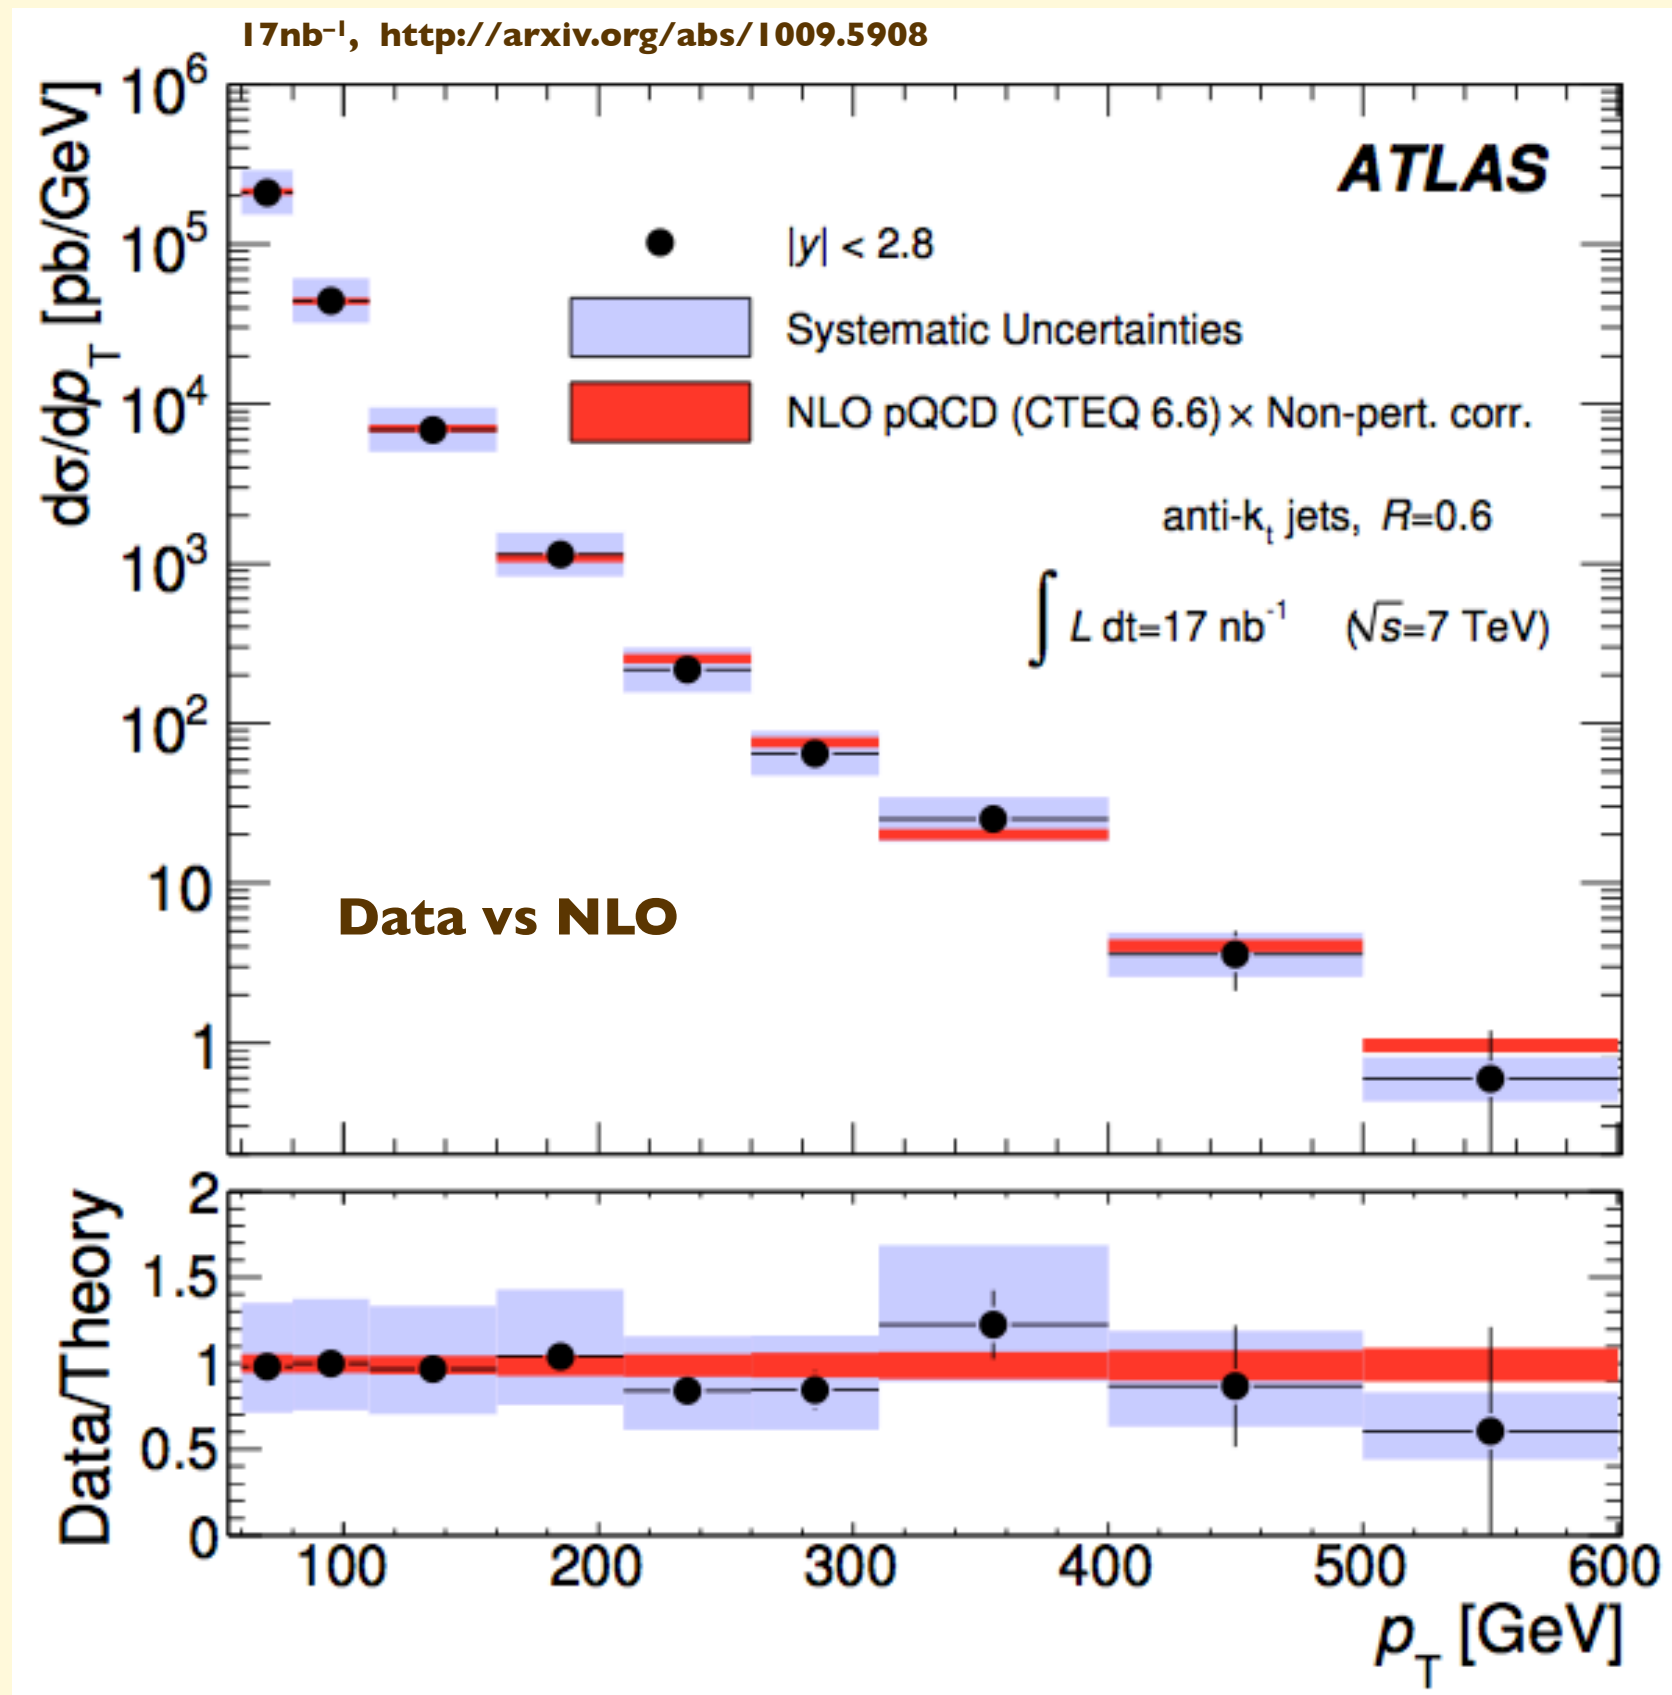 17nb⁻¹, http://arxiv.org/abs/1009.5908
dσ/dp_T [pb/GeV]
10⁶
10⁵
10⁴
10³
10²
10
1
ATLAS
|y| < 2.8
Systematic Uncertainties
NLO pQCD (CTEQ 6.6) × Non-pert. corr.
anti-k_t jets, R=0.6
∫ L dt=17 nb⁻¹ (√s=7 TeV)
Data vs NLO
Data/Theory
2
1.5
1
0.5
0
100 200 300 400 500 600
p_T [GeV]